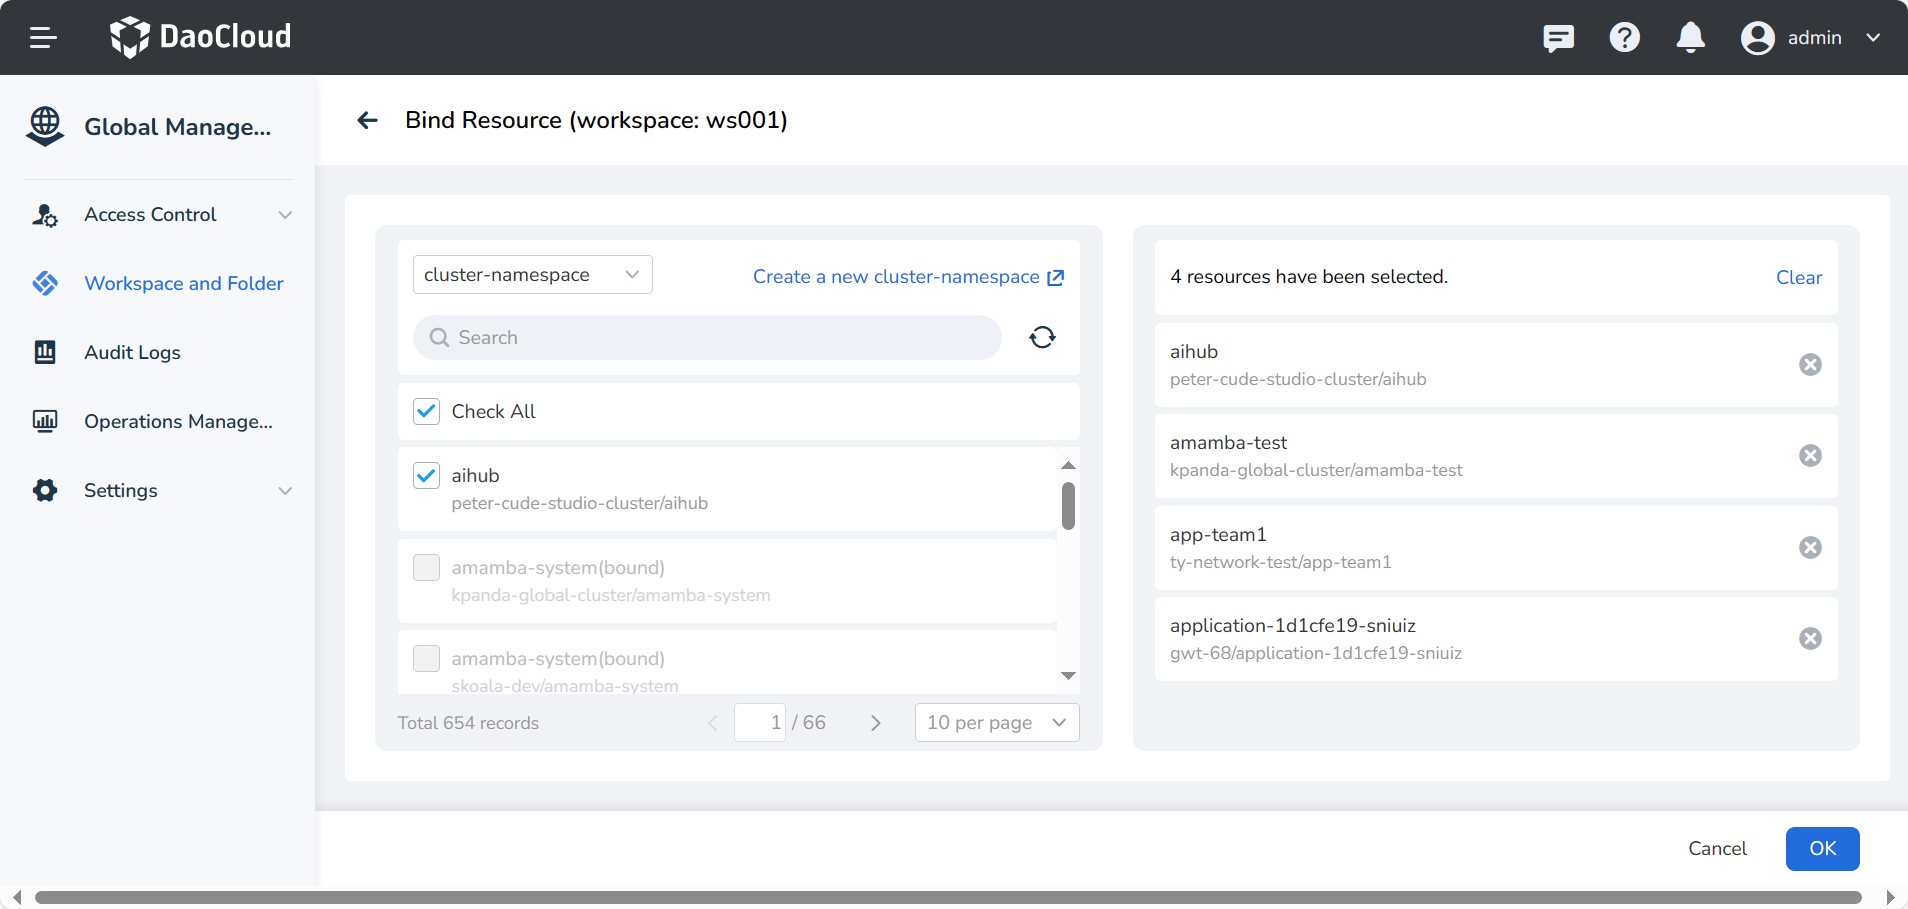 DaoCloud
admin
Global Manage...
Access Control
Workspace and Folder
Audit Logs
Operations Manage...
Settings
Bind Resource (workspace: ws001)
cluster-namespace
Create a new cluster-namespace
Search
Check All
aihub
peter-cude-studio-cluster/aihub
amamba-system(bound)
kpanda-global-cluster/amamba-system
amamba-system(bound)
skoala-dev/amamba-system
Total 654 records
1 / 66
10 per page
4 resources have been selected.
Clear
aihub
peter-cude-studio-cluster/aihub
amamba-test
kpanda-global-cluster/amamba-test
app-team1
ty-network-test/app-team1
application-1d1cfe19-sniuiz
gwt-68/application-1d1cfe19-sniuiz
Cancel
OK